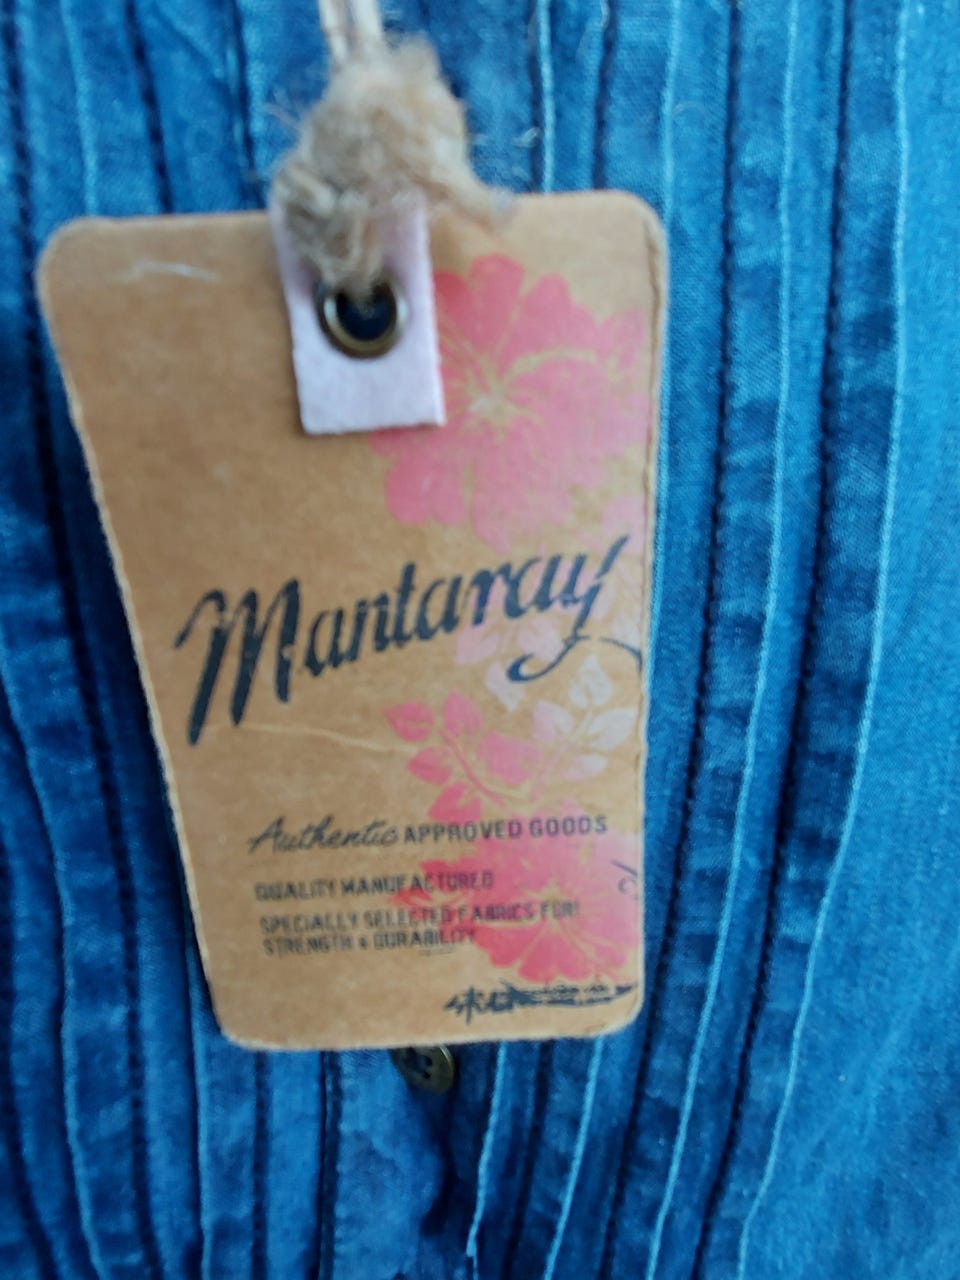 Mantaray
Authentic APPROVED GOODS
QUALITY MANUFACTURED
SPECIALLY SELECTED FABRICS FOR
STRENGTH & DURABILITY